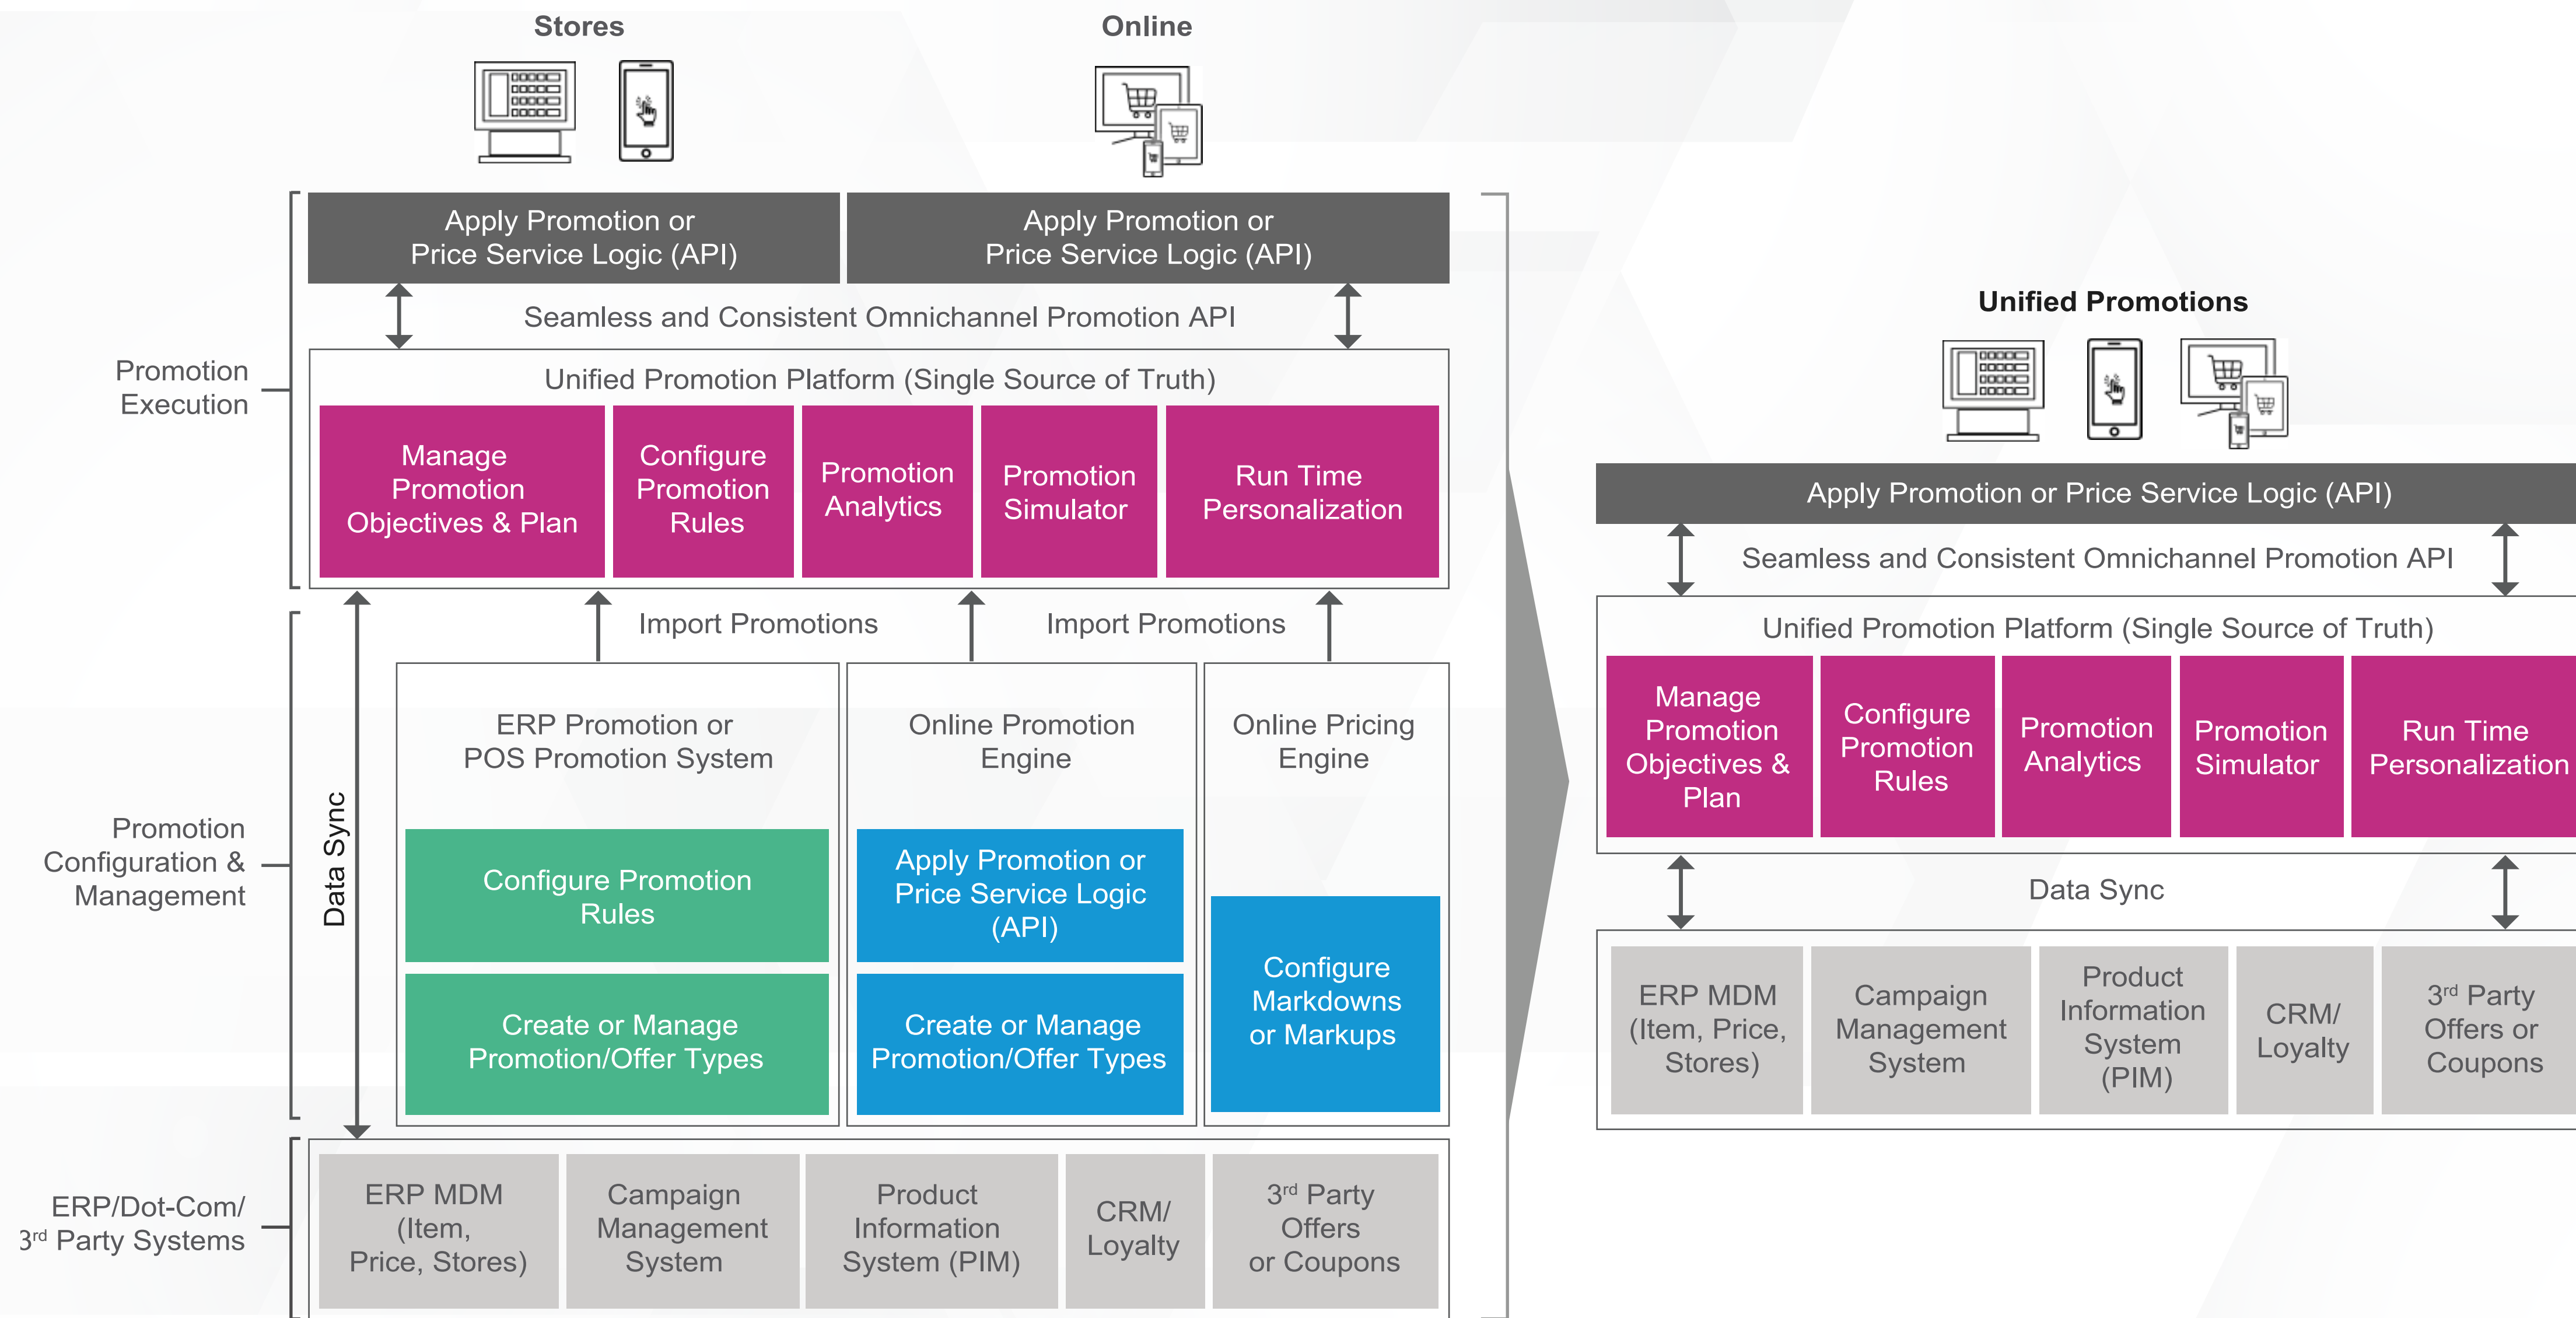 Stores
Online
Apply Promotion or
Price Service Logic (API)
Apply Promotion or
Price Service Logic (API)
Seamless and Consistent Omnichannel Promotion API
Promotion
Execution
Unified Promotion Platform (Single Source of Truth)
Manage
Promotion
Objectives & Plan
Configure
Promotion
Rules
Promotion
Analytics
Promotion
Simulator
Run Time
Personalization
Import Promotions
Import Promotions
Promotion
Configuration &
Management
Data Sync
ERP Promotion or
POS Promotion System
Configure Promotion
Rules
Create or Manage
Promotion/Offer Types
Online Promotion
Engine
Apply Promotion or
Price Service Logic
(API)
Create or Manage
Promotion/Offer Types
Online Pricing
Engine
Configure
Markdowns
or Markups
ERP/Dot-Com/
3rd Party Systems
ERP MDM
(Item,
Price, Stores)
Campaign
Management
System
Product
Information
System (PIM)
CRM/
Loyalty
3rd Party
Offers
or Coupons
Unified Promotions
Apply Promotion or Price Service Logic (API)
Seamless and Consistent Omnichannel Promotion API
Unified Promotion Platform (Single Source of Truth)
Manage
Promotion
Objectives &
Plan
Configure
Promotion
Rules
Promotion
Analytics
Promotion
Simulator
Run Time
Personalization
Data Sync
ERP MDM
(Item, Price,
Stores)
Campaign
Management
System
Product
Information
System
(PIM)
CRM/
Loyalty
3rd Party
Offers or
Coupons